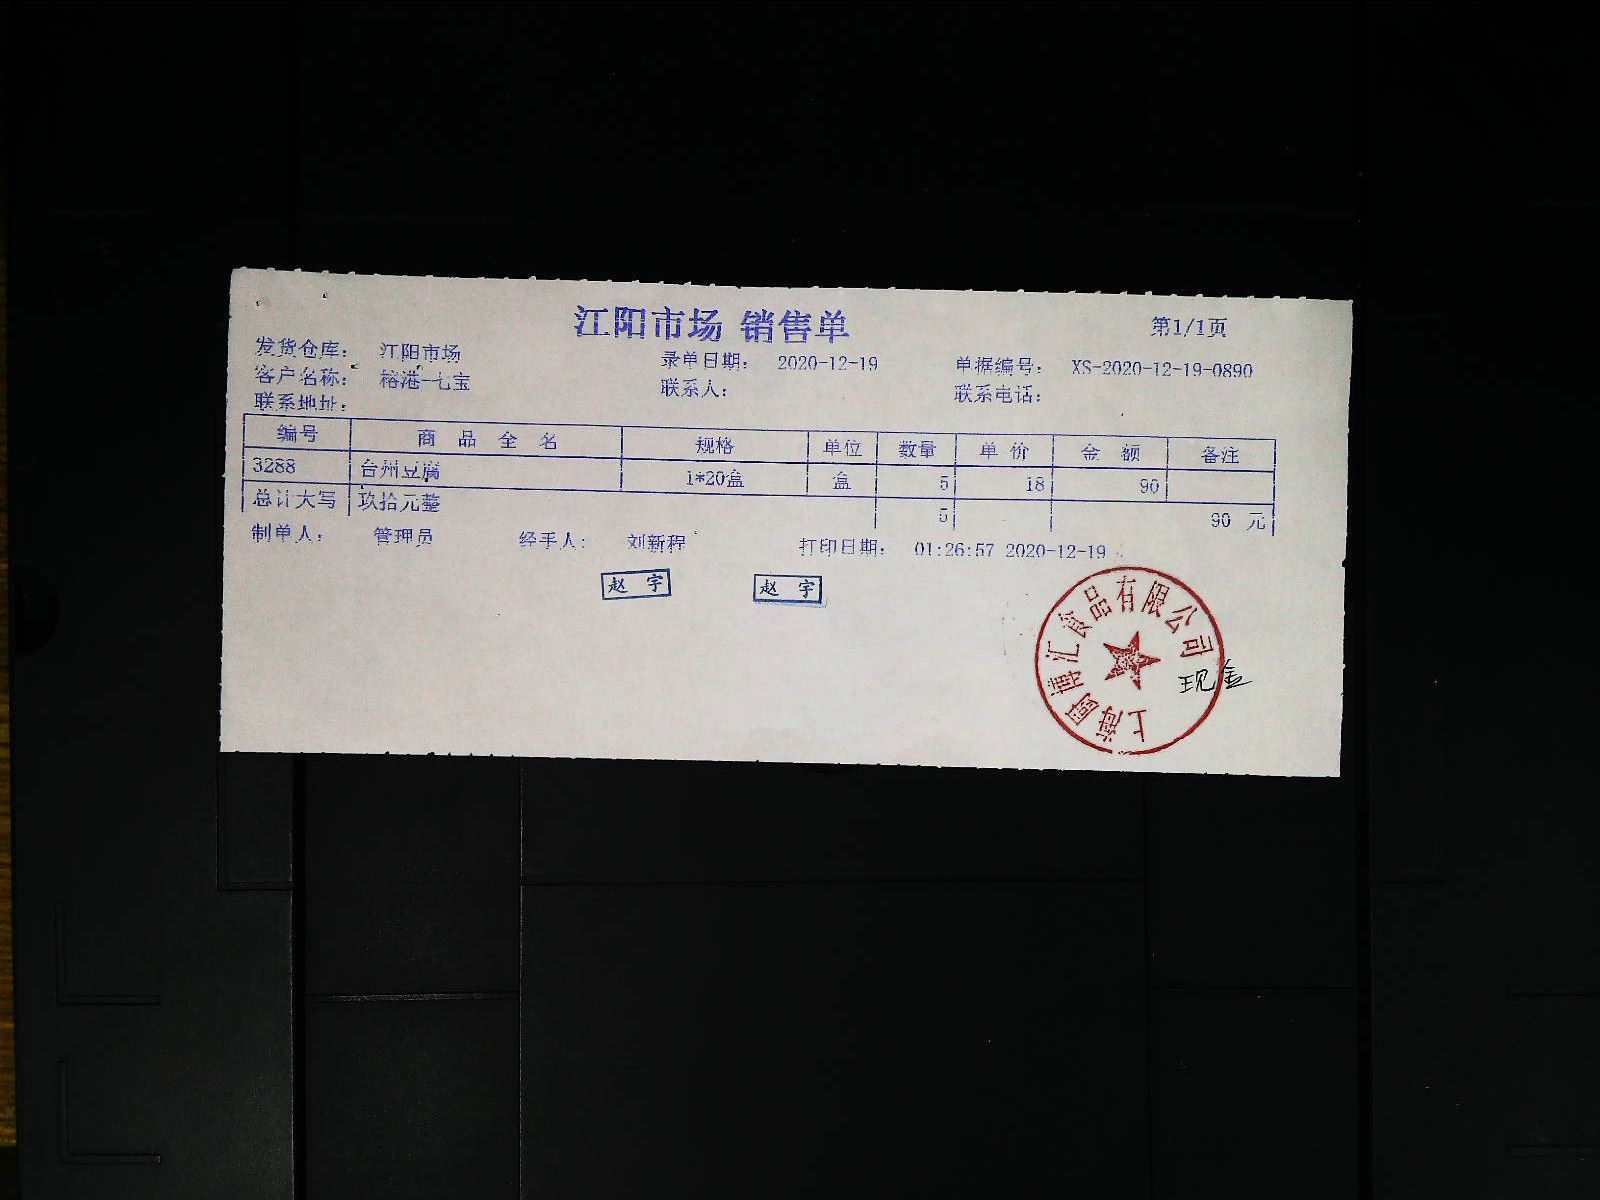 江阳市场 销售单
第1/1页
发货仓库： 江阳市场 录单日期： 2020-12-19 单据编号： XS-2020-12-19-0890
客户名称： 榕港-七宝 联系人： 联系电话：
联系地址：
编号 商品全名 规格 单位 数量 单价 金额 备注
3288 台州豆腐 1*20盒 盒 5 18 90
总计大写 玖拾元整 5 90 元
制单人： 管理员 经手人： 刘新程 打印日期： 01:26:57 2020-12-19
赵宇 赵宇
上海厨博汇食品有限公司
现金